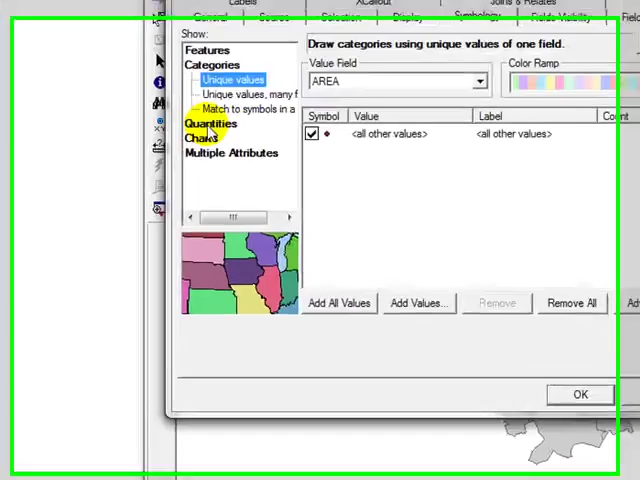 Labels XCallout Joins & Relates
General Source Selection Display Symbology Fields Visibility
Show:
Features
Categories
Unique values
Unique values, many f
Match to symbols in a
Quantities
Charts
Multiple Attributes
Draw categories using unique values of one field.
Value Field
AREA
Color Ramp
Symbol Value Label Count
<all other values> <all other values>
Add All Values Add Values... Remove Remove All Adv
OK